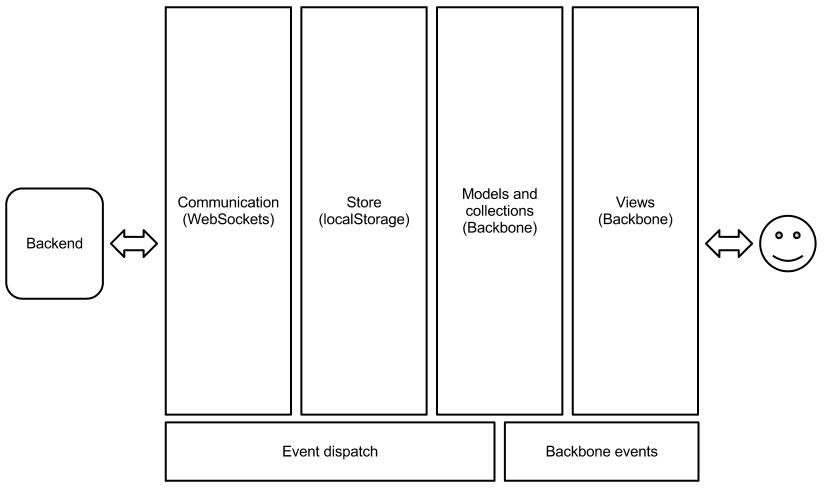 Backend
Communication
(WebSockets)
Store
(localStorage)
Models and
collections
(Backbone)
Views
(Backbone)
Event dispatch
Backbone events